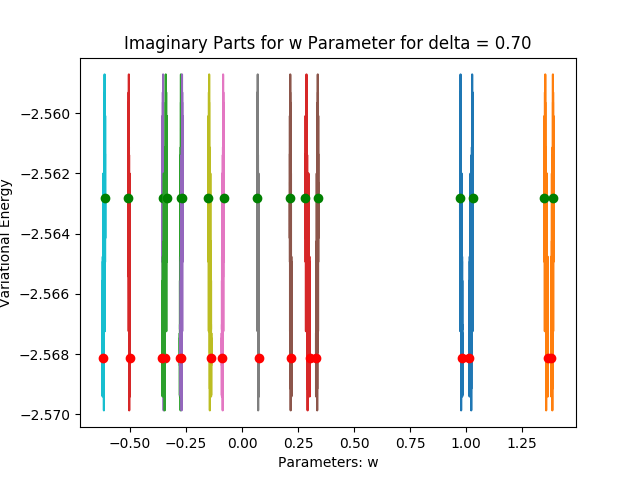 Imaginary Parts for w Parameter for delta = 0.70
Variational Energy
−2.560
−2.562
−2.564
−2.566
−2.568
−2.570
−0.50 −0.25 0.00 0.25 0.50 0.75 1.00 1.25
Parameters: w